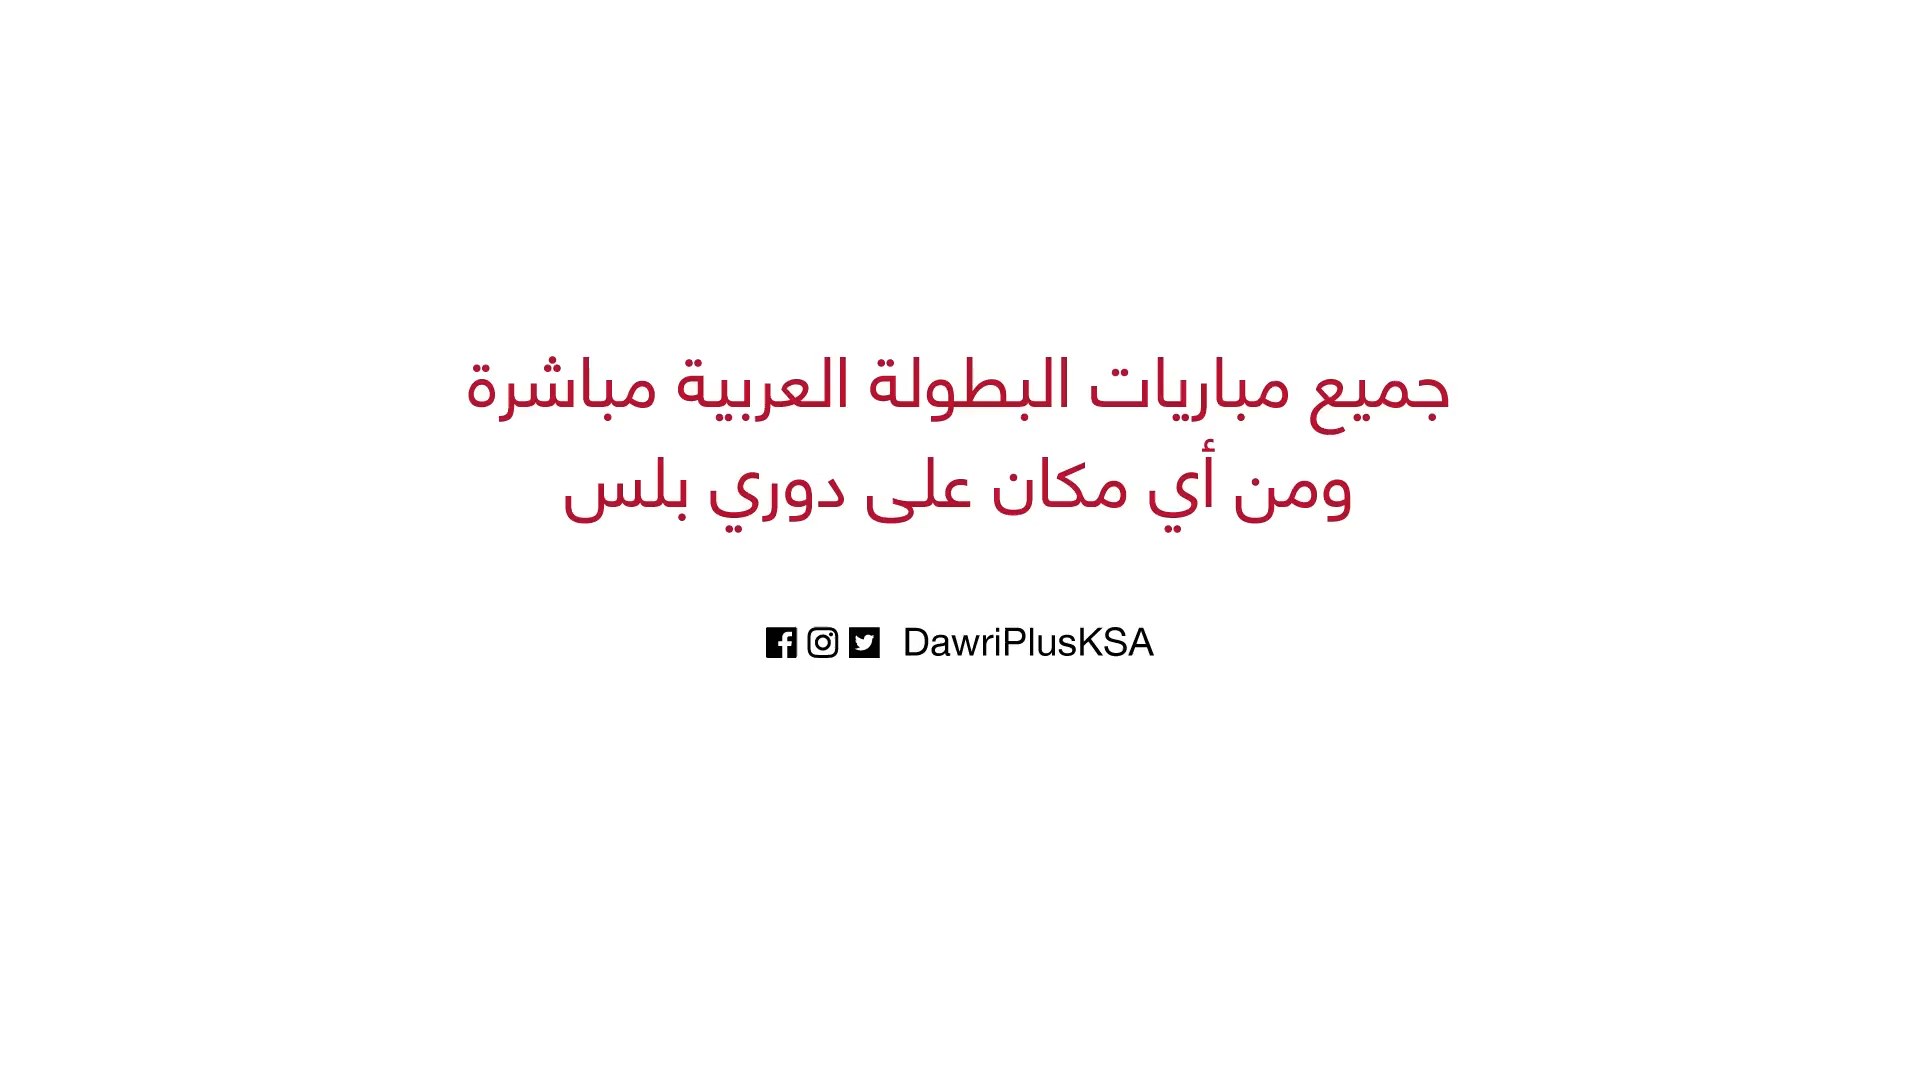 جميع مباريات البطولة العربية مباشرة
ومن أي مكان على دوري بلس
DawriPlusKSA